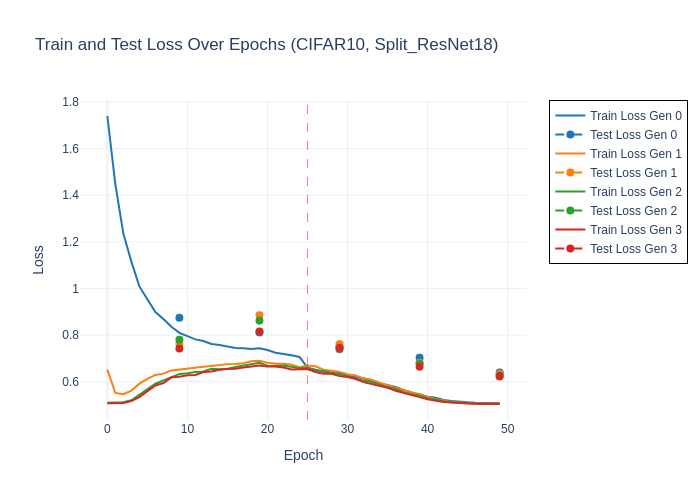 Train and Test Loss Over Epochs (CIFAR10, Split_ResNet18)
1.8
1.6
1.4
1.2
1
0.8
0.6
Loss
0
10
20
30
40
50
Epoch
Train Loss Gen 0
Test Loss Gen 0
Train Loss Gen 1
Test Loss Gen 1
Train Loss Gen 2
Test Loss Gen 2
Train Loss Gen 3
Test Loss Gen 3